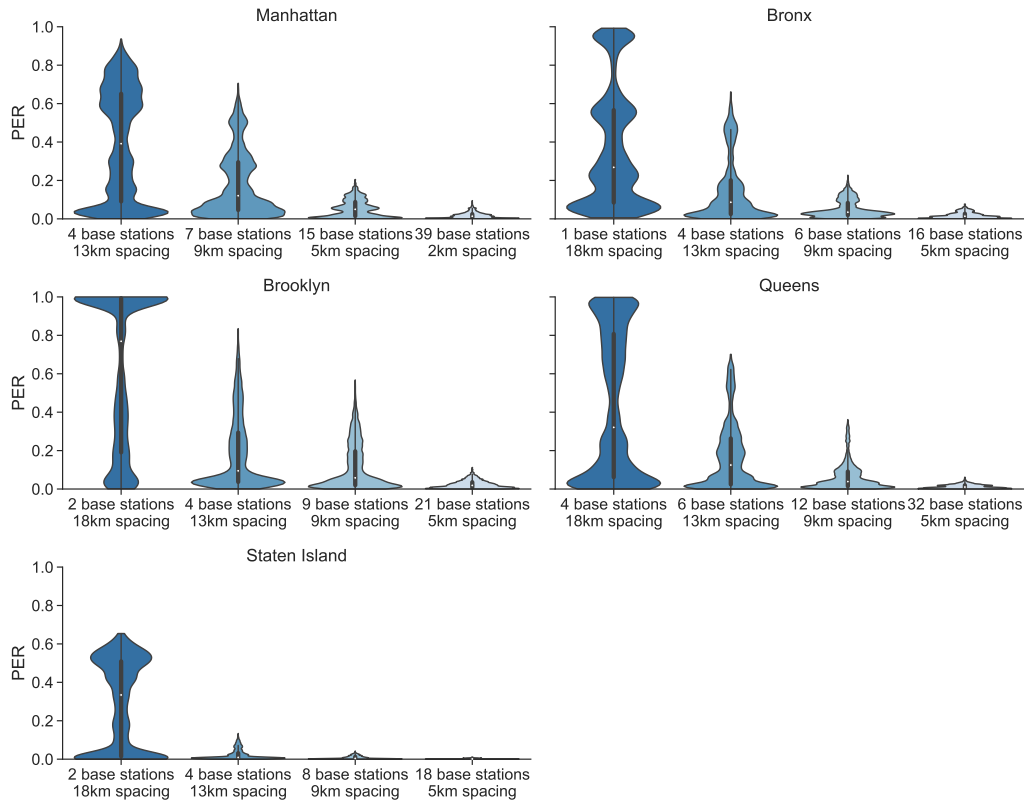 Manhattan
PER
1.0
0.8
0.6
0.4
0.2
0.0
4 base stations 7 base stations 15 base stations 39 base stations
13km spacing 9km spacing 5km spacing 2km spacing
Bronx
1 base stations 4 base stations 6 base stations 16 base stations
18km spacing 13km spacing 9km spacing 5km spacing
Brooklyn
PER
1.0
0.8
0.6
0.4
0.2
0.0
2 base stations 4 base stations 9 base stations 21 base stations
18km spacing 13km spacing 9km spacing 5km spacing
Queens
4 base stations 6 base stations 12 base stations 32 base stations
18km spacing 13km spacing 9km spacing 5km spacing
Staten Island
PER
1.0
0.8
0.6
0.4
0.2
0.0
2 base stations 4 base stations 8 base stations 18 base stations
18km spacing 13km spacing 9km spacing 5km spacing